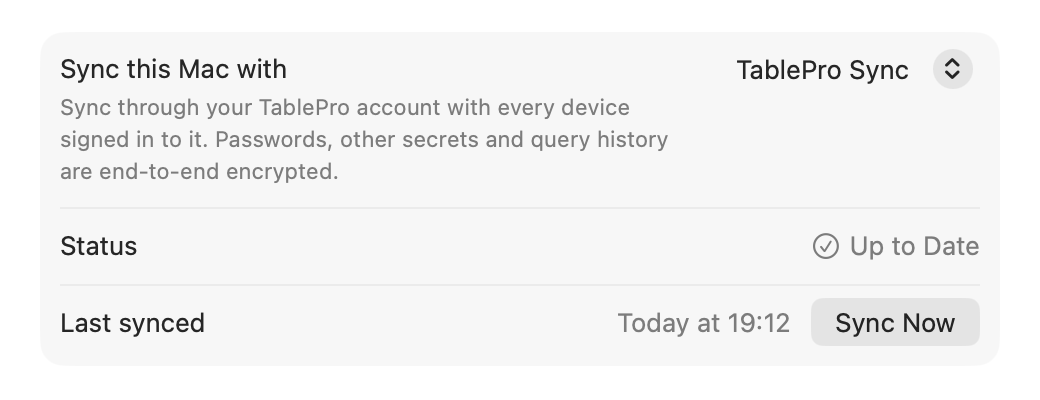 Sync this Mac with
TablePro Sync
Sync through your TablePro account with every device
signed in to it. Passwords, other secrets and query history
are end-to-end encrypted.
Status
Up to Date
Last synced
Today at 19:12
Sync Now